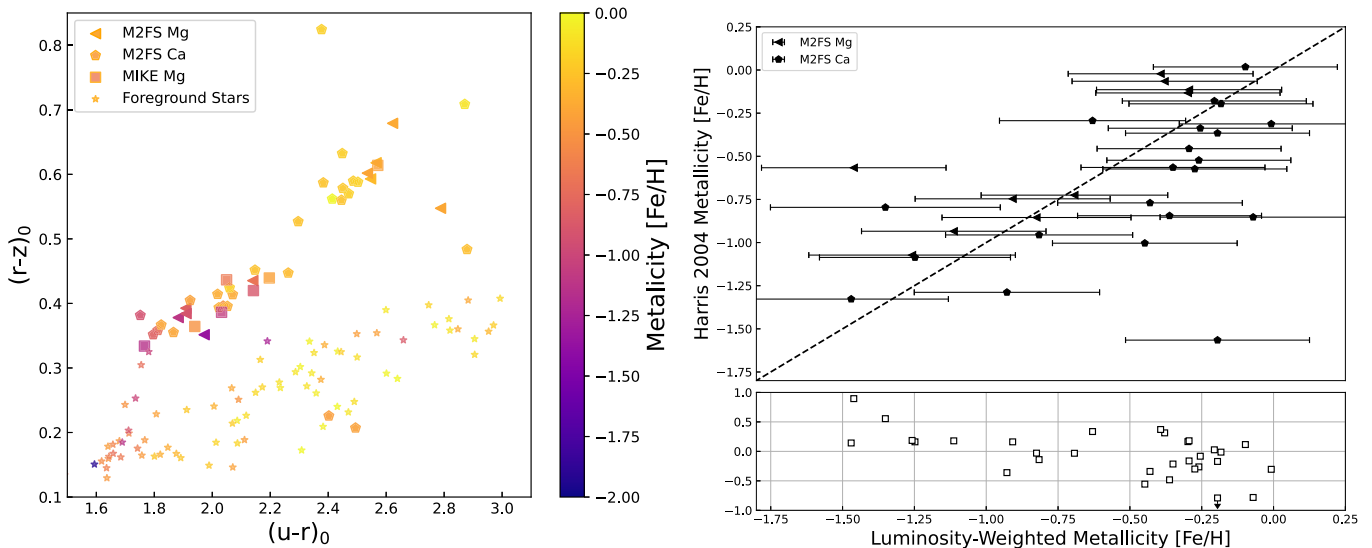 M2FS Mg
M2FS Ca
MIKE Mg
Foreground Stars
0.8
0.7
0.6
0.5
0.4
0.3
0.2
0.1
(r-z)0
1.6 1.8 2.0 2.2 2.4 2.6 2.8 3.0
(u-r)0
0.00
−0.25
−0.50
−0.75
−1.00
−1.25
−1.50
−1.75
−2.00
Metalicity [Fe/H]
M2FS Mg
M2FS Ca
0.25
0.00
−0.25
−0.50
−0.75
−1.00
−1.25
−1.50
−1.75
Harris 2004 Metallicity [Fe/H]
1.0
0.5
0.0
−0.5
−1.0
−1.75 −1.50 −1.25 −1.00 −0.75 −0.50 −0.25 0.00 0.25
Luminosity-Weighted Metallicity [Fe/H]